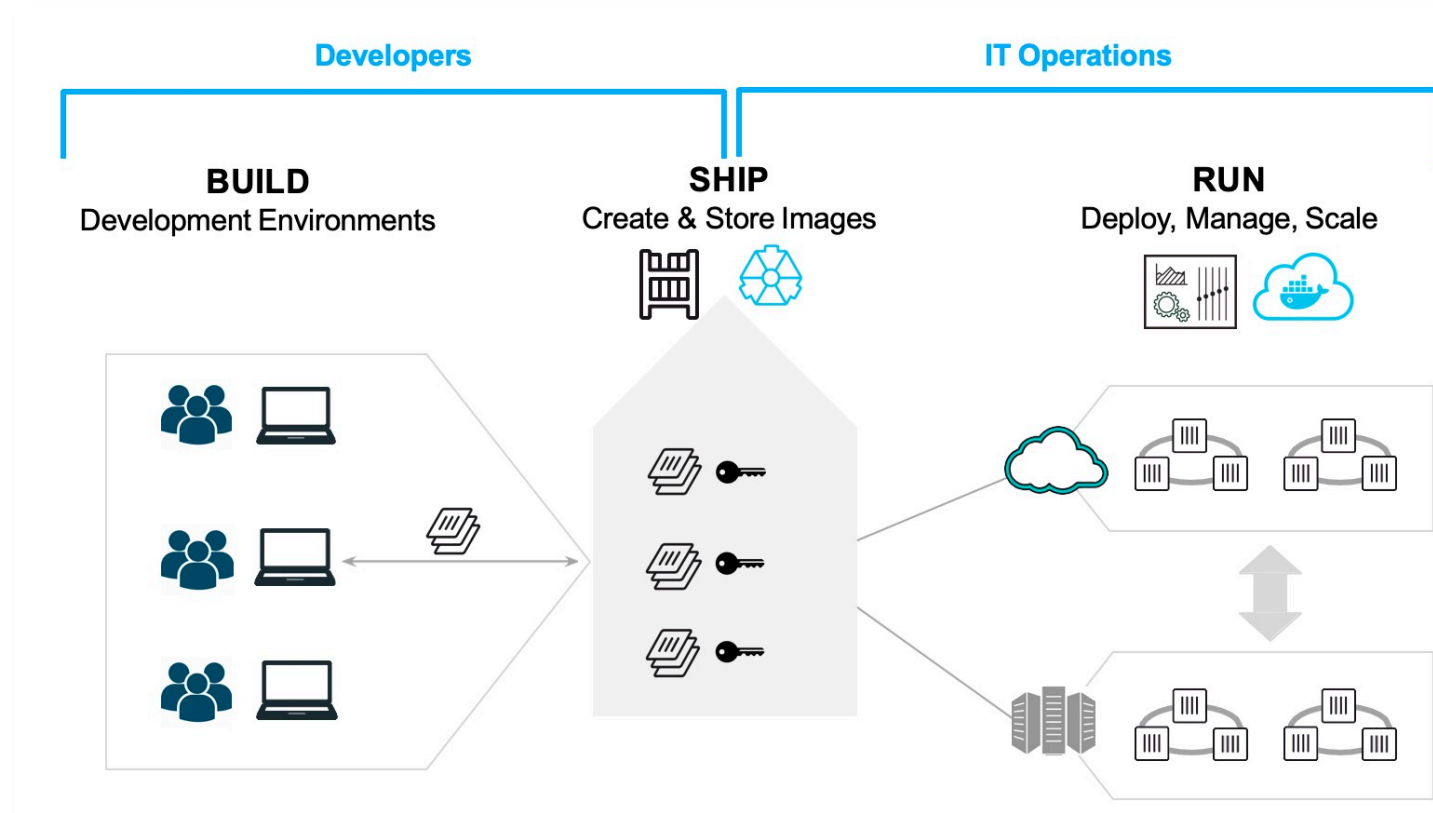 Developers
IT Operations
BUILD
Development Environments
SHIP
Create & Store Images
RUN
Deploy, Manage, Scale